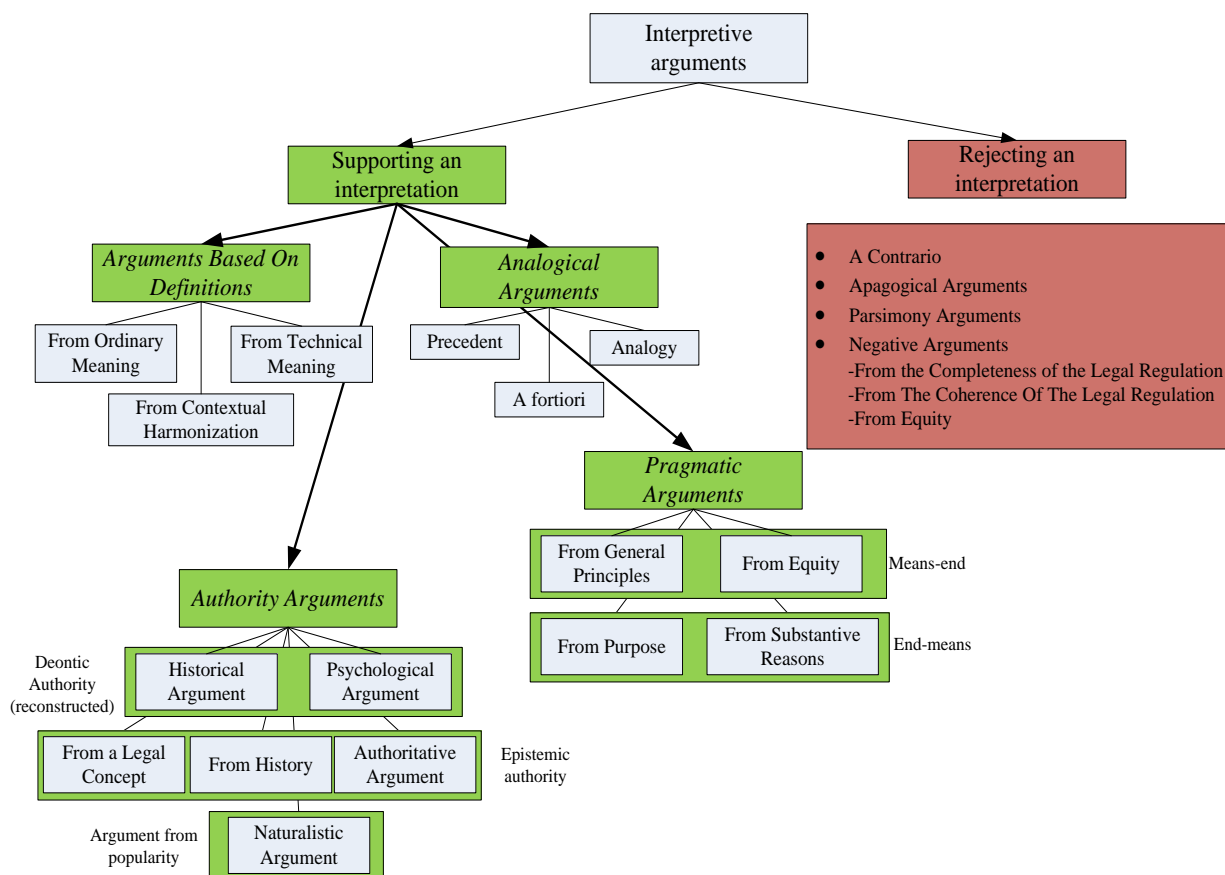 Interpretive
arguments
Supporting an
interpretation
Rejecting an
interpretation
Arguments Based On
Definitions
Analogical
Arguments
● A Contrario
● Apagogical Arguments
● Parsimony Arguments
● Negative Arguments
-From the Completeness of the Legal Regulation
-From The Coherence Of The Legal Regulation
-From Equity
From Ordinary
Meaning
From Technical
Meaning
From Contextual
Harmonization
Precedent
Analogy
A fortiori
Pragmatic
Arguments
From General
Principles
From Equity
Means-end
From Purpose
From Substantive
Reasons
End-means
Authority Arguments
Deontic
Authority
(reconstructed)
Historical
Argument
Psychological
Argument
From a Legal
Concept
From History
Authoritative
Argument
Epistemic
authority
Argument from
popularity
Naturalistic
Argument